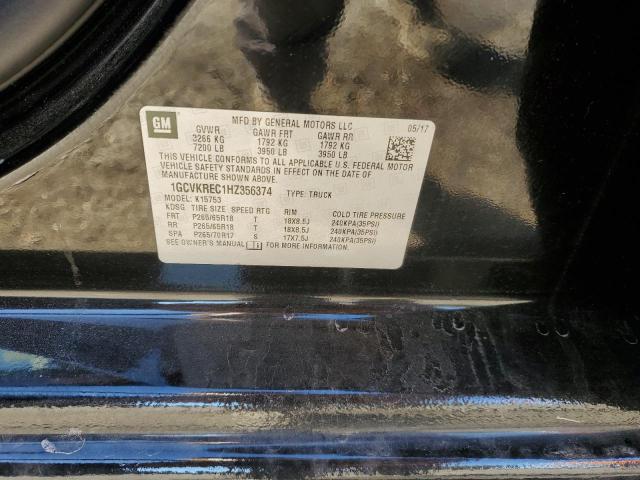 GM
MFD BY GENERAL MOTORS LLC 05/17
GVWR GAWR FRT GAWR RR
3266 KG 1792 KG 1792 KG
7200 LB 3950 LB 3950 LB
THIS VEHICLE CONFORMS TO ALL APPLICABLE U.S. FEDERAL MOTOR
VEHICLE SAFETY STANDARDS IN EFFECT ON THE DATE OF
MANUFACTURE SHOWN ABOVE.
1GCVKREC1HZ356374 TYPE: TRUCK
MODEL: K15753
KDSG TIRE SIZE SPEED RTG RIM COLD TIRE PRESSURE
FRT P265/65R18 T 18X8.5J 240KPA(35PSI)
RR P265/65R18 T 18X8.5J 240KPA(35PSI)
SPA P265/70R17 S 17X7.5J 240KPA(35PSI)
SEE OWNER'S MANUAL FOR MORE INFORMATION.